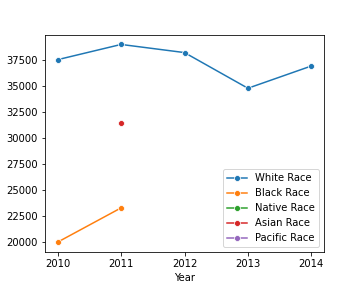 37500
35000
32500
30000
27500
25000
22500
20000
White Race
Black Race
Native Race
Asian Race
Pacific Race
2010 2011 2012 2013 2014
Year